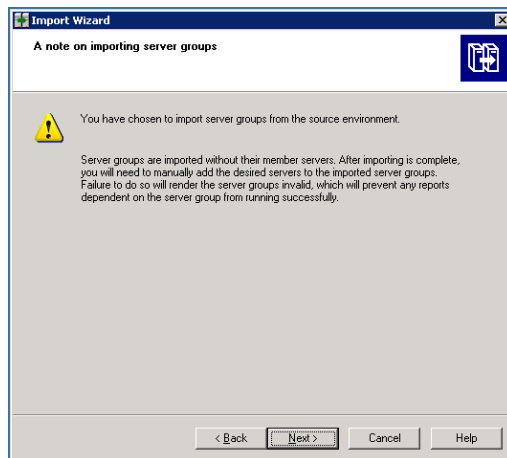 Import Wizard
A note on importing server groups
You have chosen to import server groups from the source environment.
Server groups are imported without their member servers. After importing is complete,
you will need to manually add the desired servers to the imported server groups.
Failure to do so will render the server groups invalid, which will prevent any reports
dependent on the server group from running successfully.
< Back
Next >
Cancel
Help